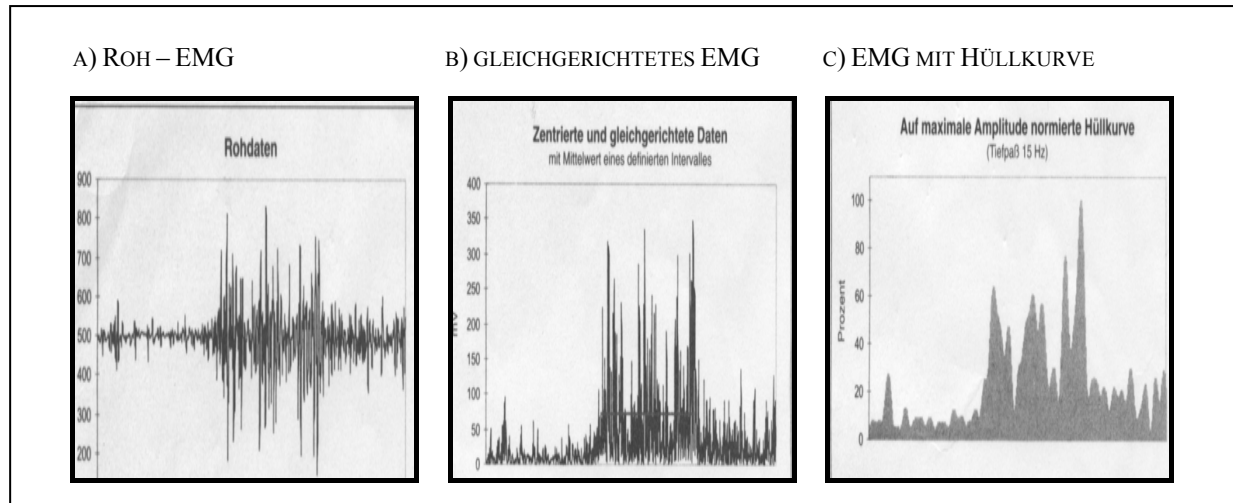 A) ROH – EMG
B) GLEICHGERICHTETES EMG
C) EMG MIT HÜLLKURVE
Rohdaten
900
800
700
600
500
400
300
200
Zentrierte und gleichgerichtete Daten
mit Mittelwert eines definierten Intervalles
400
350
300
250
200
150
100
50
0
Auf maximale Amplitude normierte Hüllkurve
(Tiefpaß 15 Hz)
Prozent
100
80
60
40
20
0